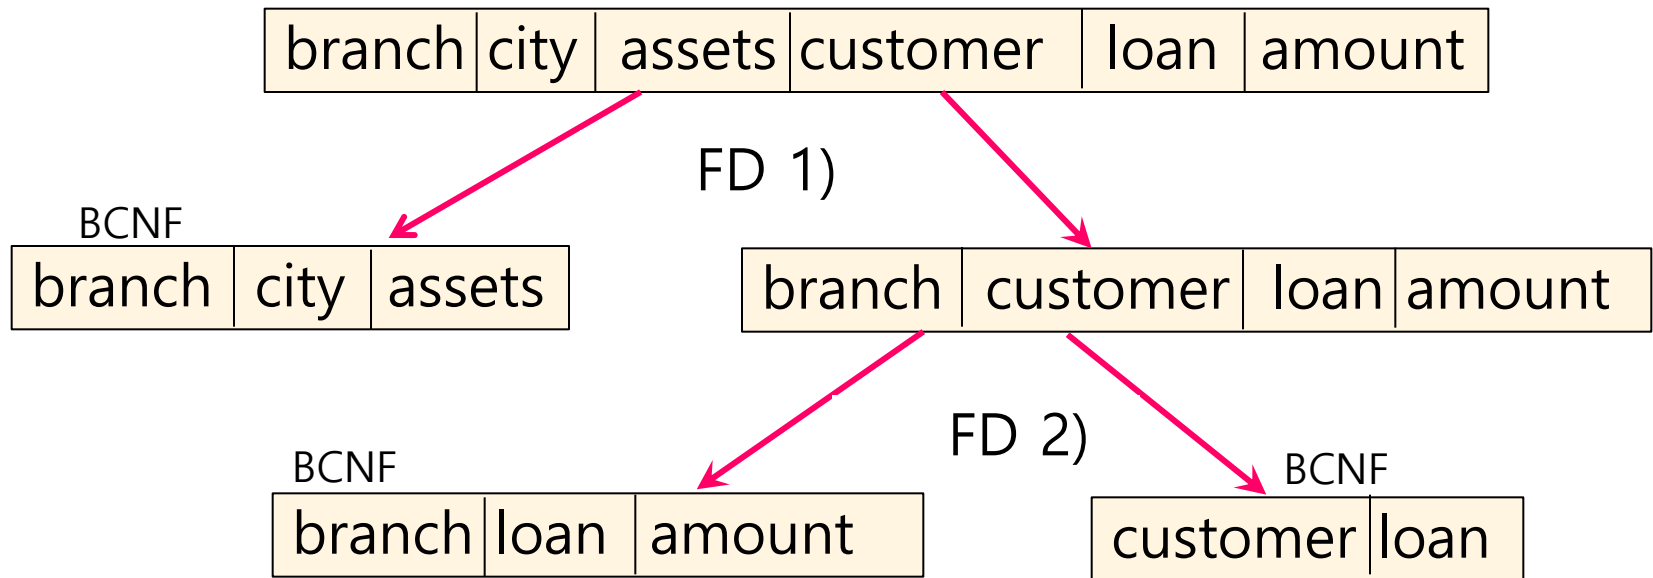 branch city assets customer loan amount
FD 1)
BCNF
branch city assets
branch customer loan amount
FD 2)
BCNF
BCNF
branch loan amount
customer loan